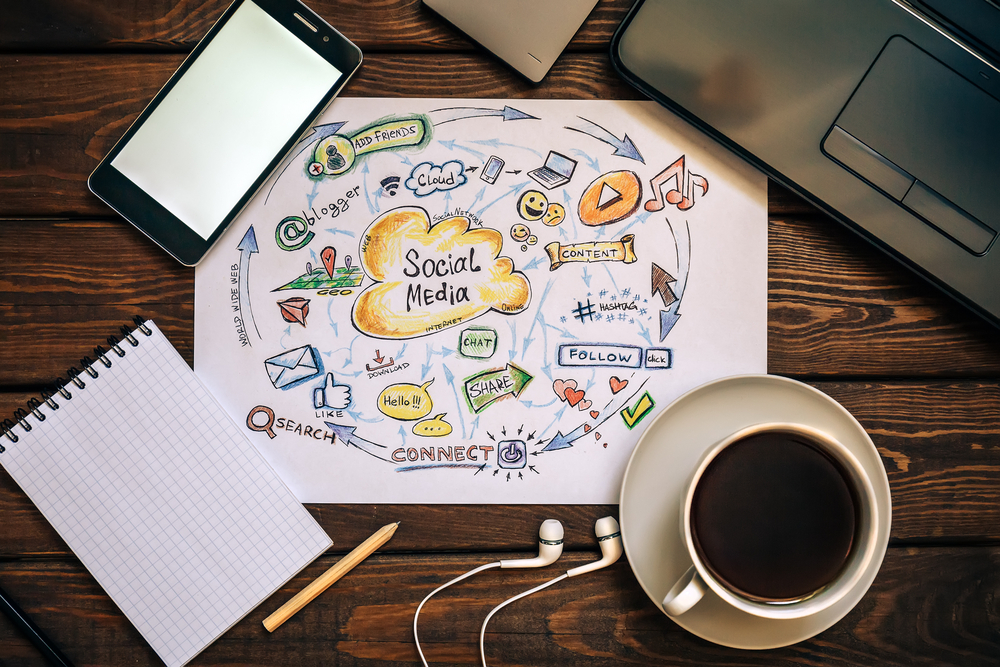 ADD FRIENDS
Cloud
@blogger
SOCIAL NETWORK
WEB
Social
Media
ONLINE
INTERNET
CONTENT
GEO
WORLD WIDE WEB
# HASHTAG
CHAT
FOLLOW
click
DOWNLOAD
SHARE
LIKE
Hello !!!
SEARCH
CONNECT